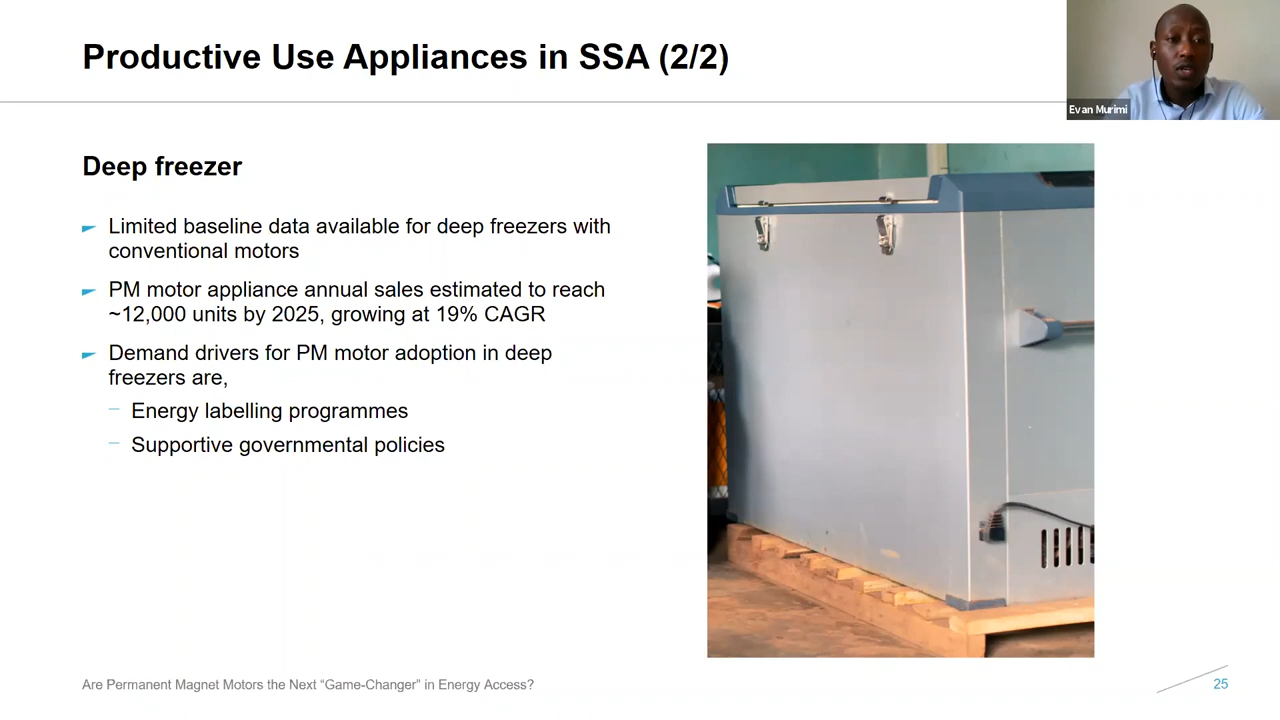 Productive Use Appliances in SSA (2/2)
Evan Murimi
Deep freezer
Limited baseline data available for deep freezers with
conventional motors
PM motor appliance annual sales estimated to reach
~12,000 units by 2025, growing at 19% CAGR
Demand drivers for PM motor adoption in deep
freezers are,
Energy labelling programmes
Supportive governmental policies
Are Permanent Magnet Motors the Next “Game-Changer” in Energy Access?
25